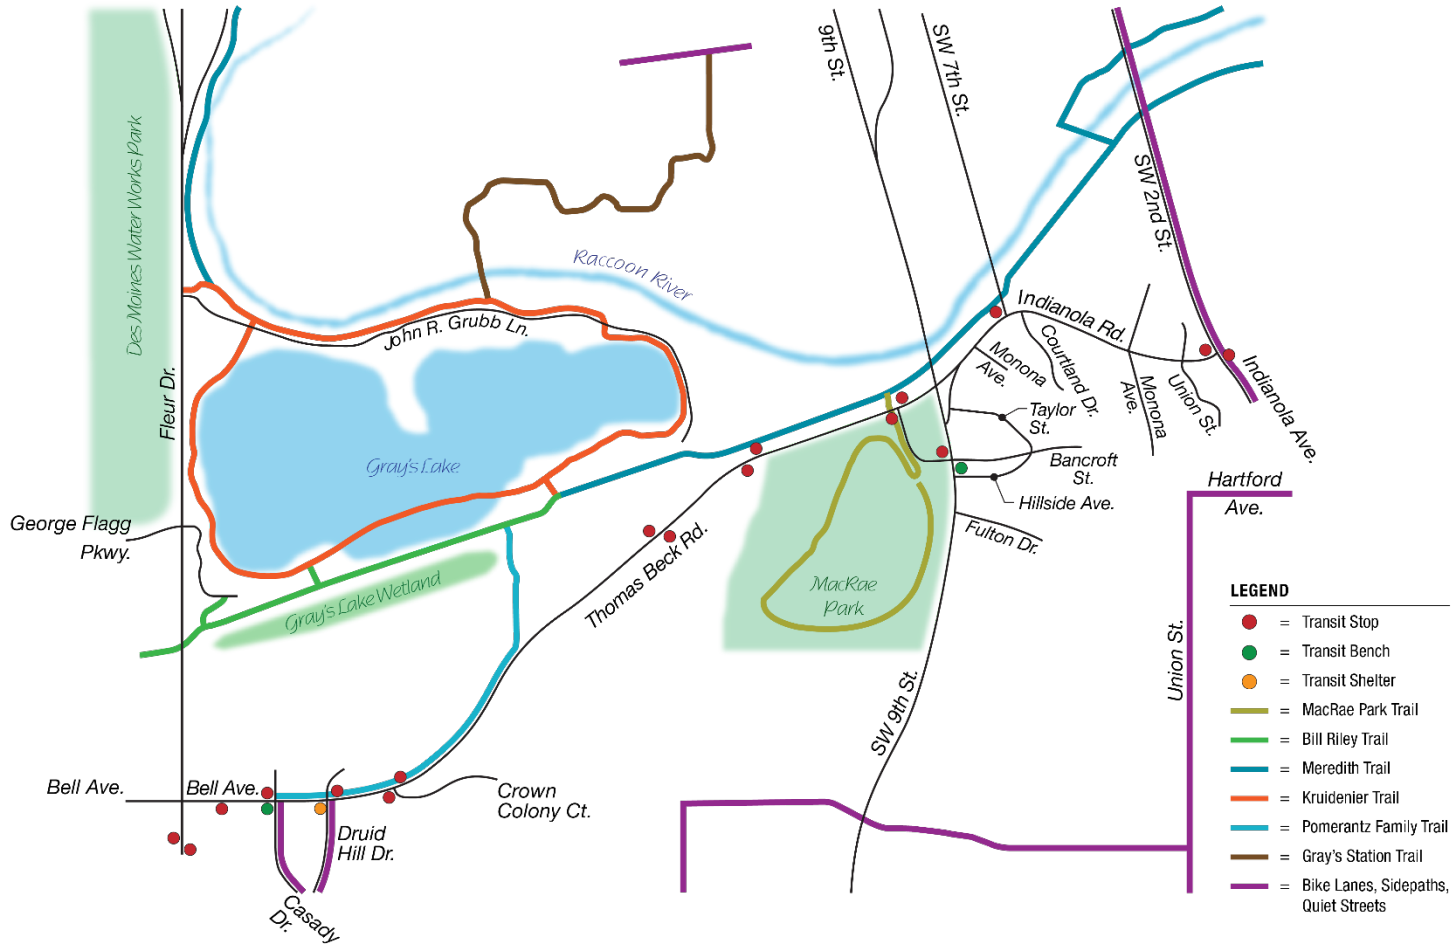 Des Moines Water Works Park
Fleur Dr.
9th St.
SW 7th St.
SW 2nd St.
Raccoon River
John R. Grubb Ln.
Indianola Rd.
Courtland Dr.
Monona
Ave.
Monona
Ave.
Union St.
Indianola Ave.
Taylor
St.
Gray's Lake
Bancroft
St.
Hillside Ave.
Fulton Dr.
Hartford
Ave.
George Flagg
Pkwy.
Gray's Lake Wetland
Thomas Beck Rd.
MacRae
Park
Union St.
SW 9th St.
Bell Ave.
Bell Ave.
Crown
Colony Ct.
Druid
Hill Dr.
Casady
Dr.
LEGEND
= Transit Stop
= Transit Bench
= Transit Shelter
= MacRae Park Trail
= Bill Riley Trail
= Meredith Trail
= Kruidenier Trail
= Pomerantz Family Trail
= Gray's Station Trail
= Bike Lanes, Sidepaths,
Quiet Streets